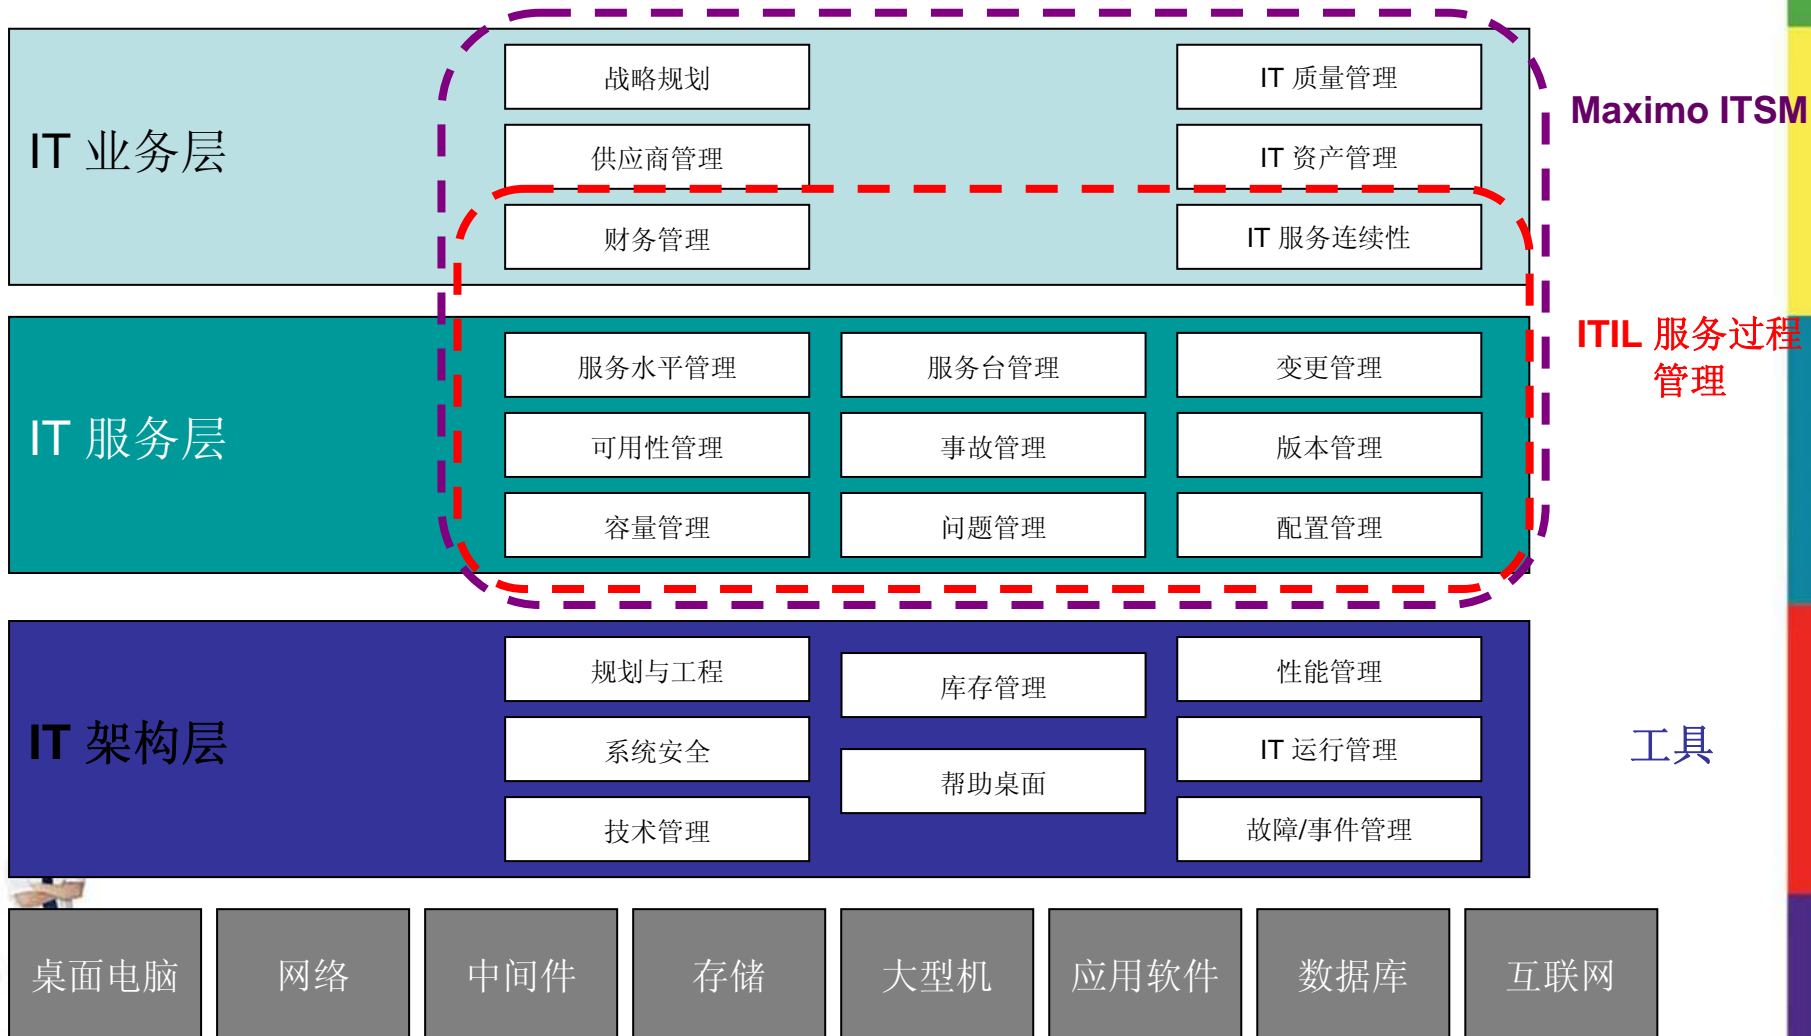 战略规划
IT 质量管理
Maximo ITSM
IT 业务层
供应商管理
IT 资产管理
财务管理
IT 服务连续性
ITIL 服务过程
管理
服务水平管理
服务台管理
变更管理
IT 服务层
可用性管理
事故管理
版本管理
容量管理
问题管理
配置管理
规划与工程
库存管理
性能管理
IT 架构层
系统安全
IT 运行管理
工具
帮助桌面
技术管理
故障/事件管理
桌面电脑
网络
中间件
存储
大型机
应用软件
数据库
互联网